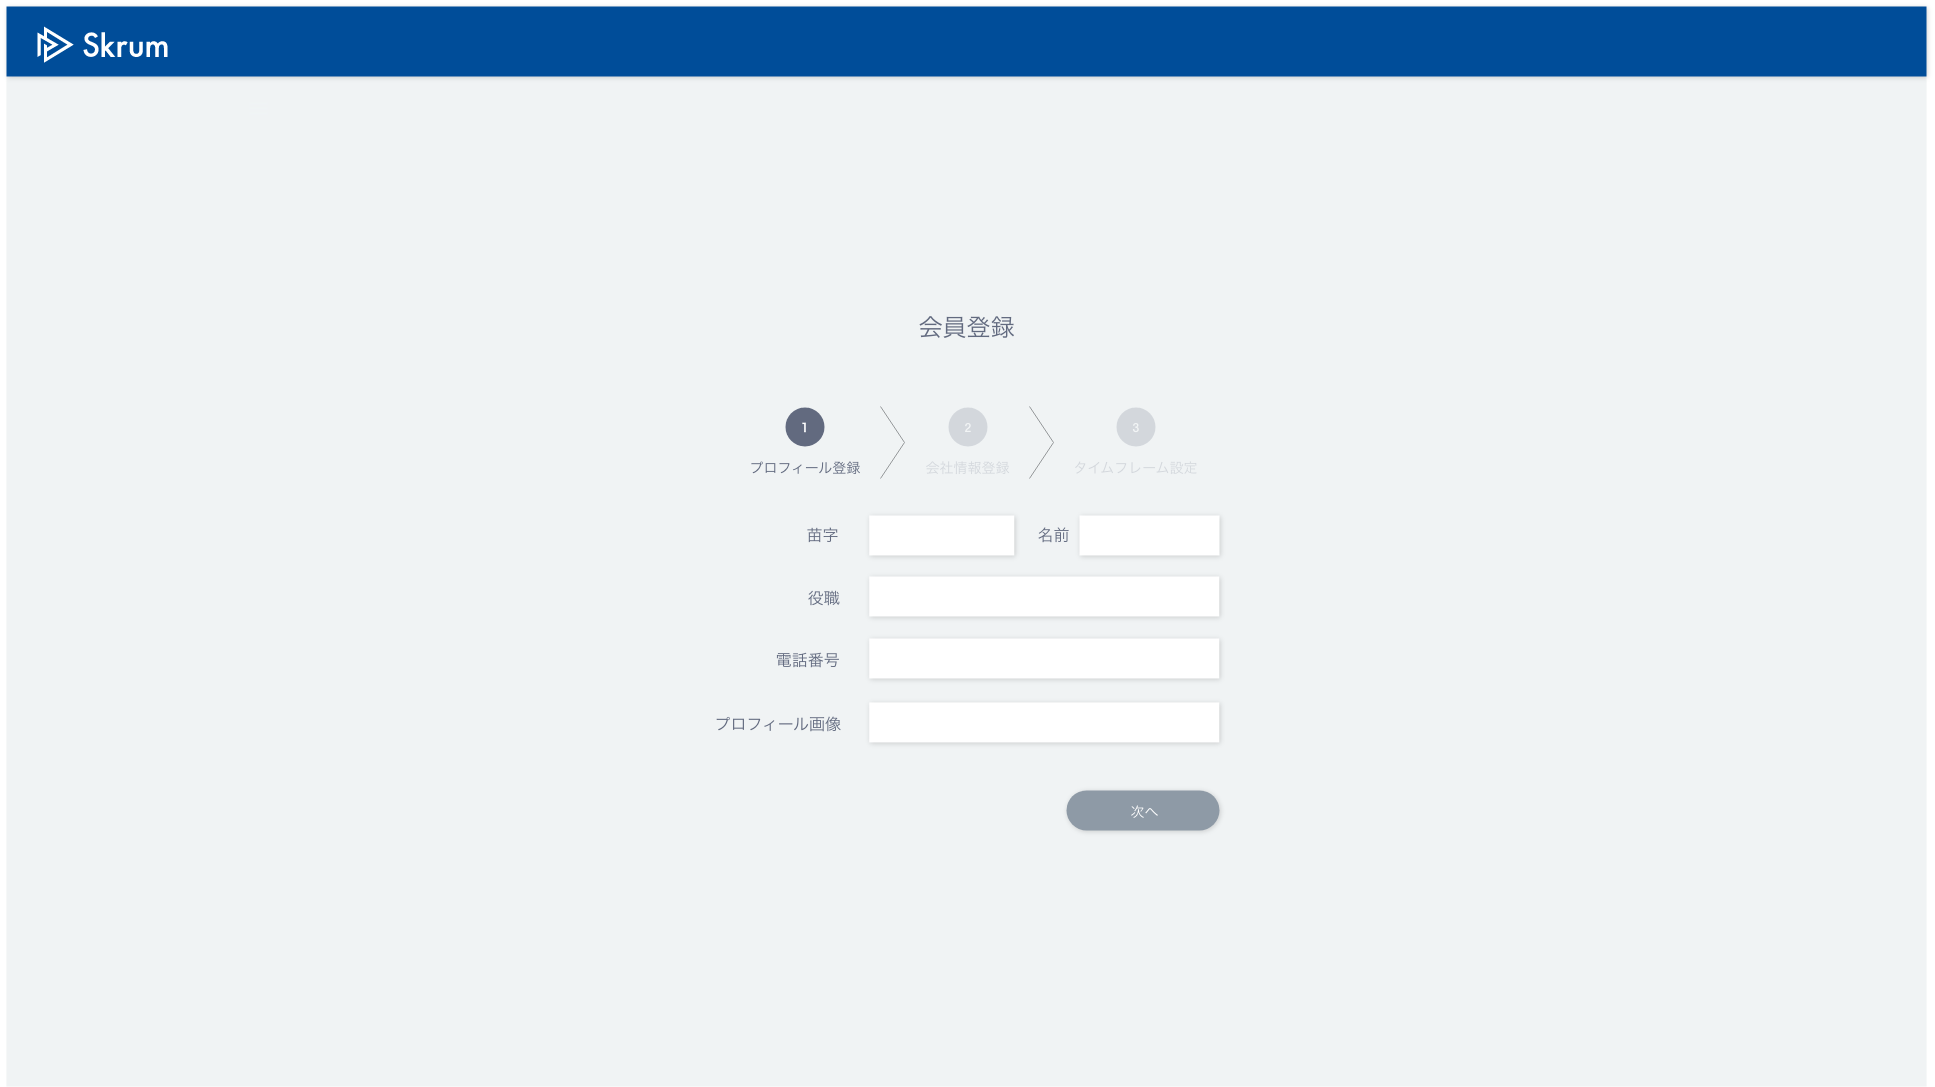 Skrum
会員登録
1
2
3
プロフィール登録
会社情報登録
タイムフレーム設定
苗字
名前
役職
電話番号
プロフィール画像
次へ